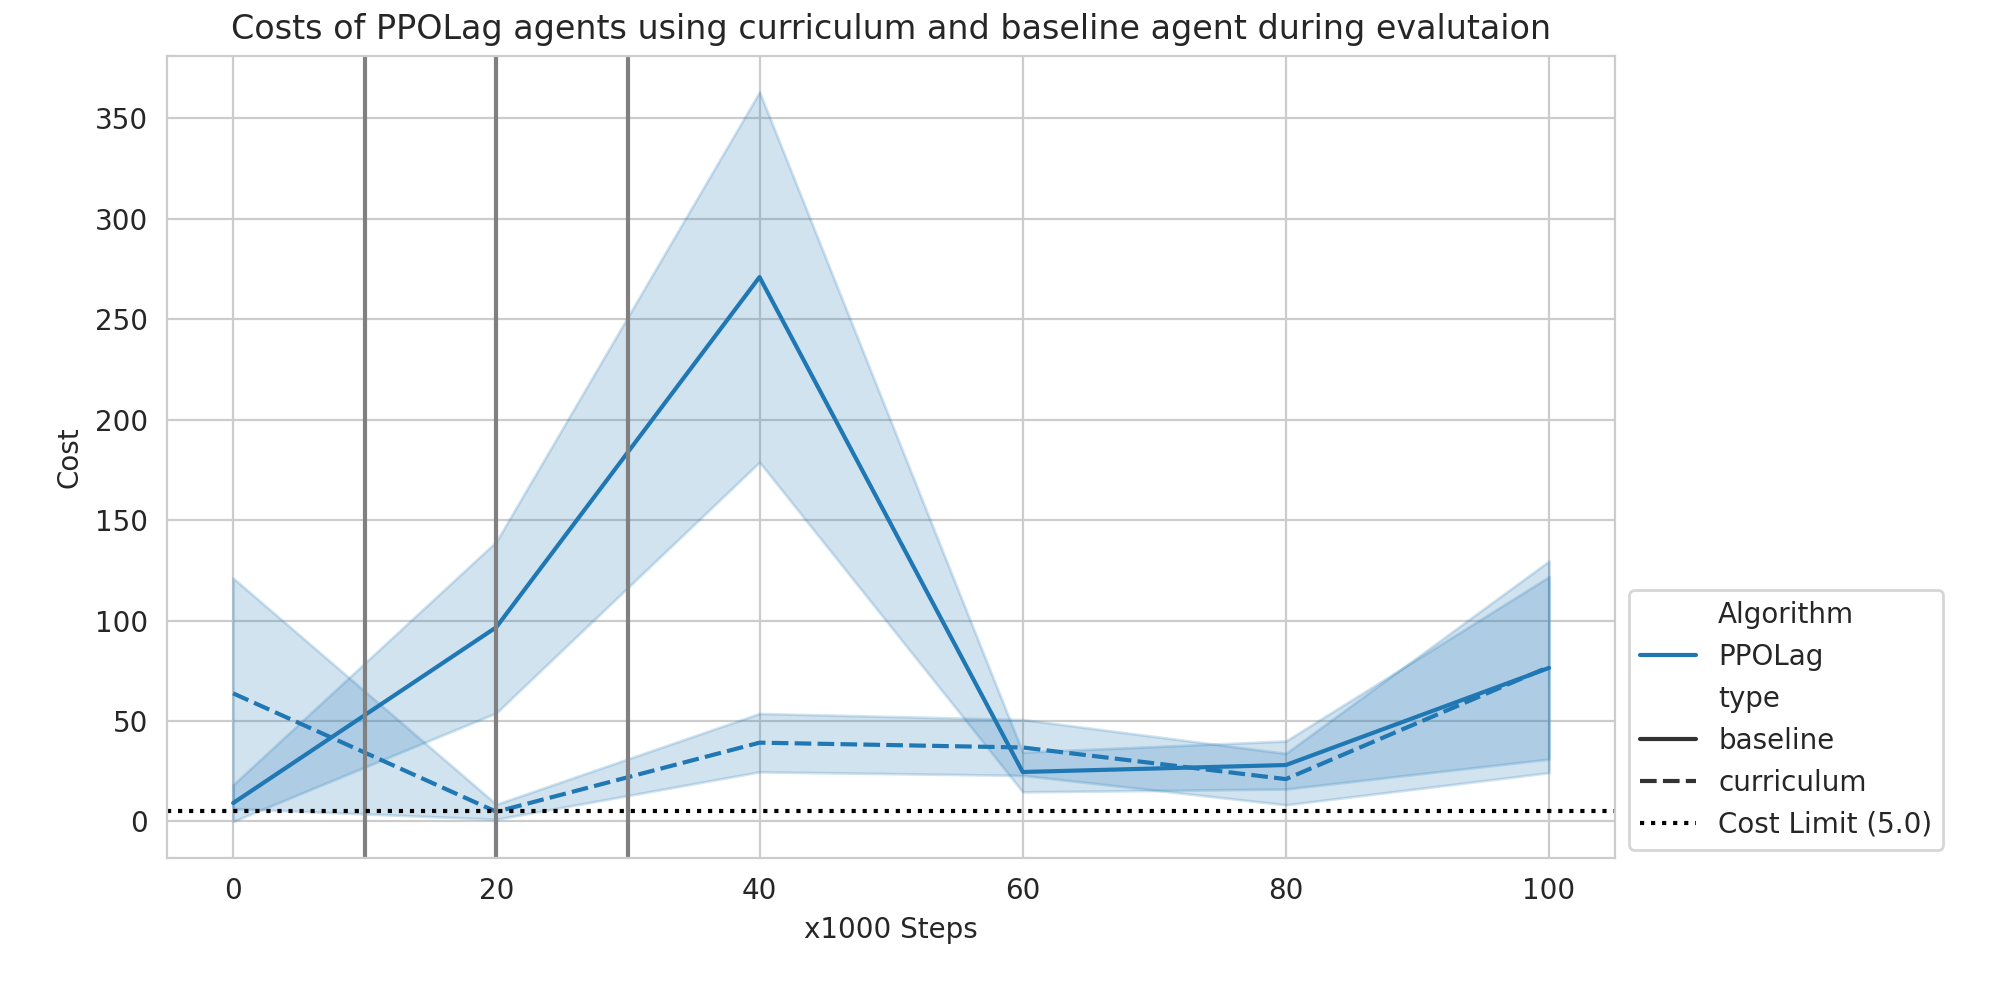 Costs of PPOLag agents using curriculum and baseline agent during evalutaion
350
300
250
200
150
100
50
0
Cost
0 20 40 60 80 100
x1000 Steps
Algorithm
PPOLag
type
baseline
curriculum
Cost Limit (5.0)